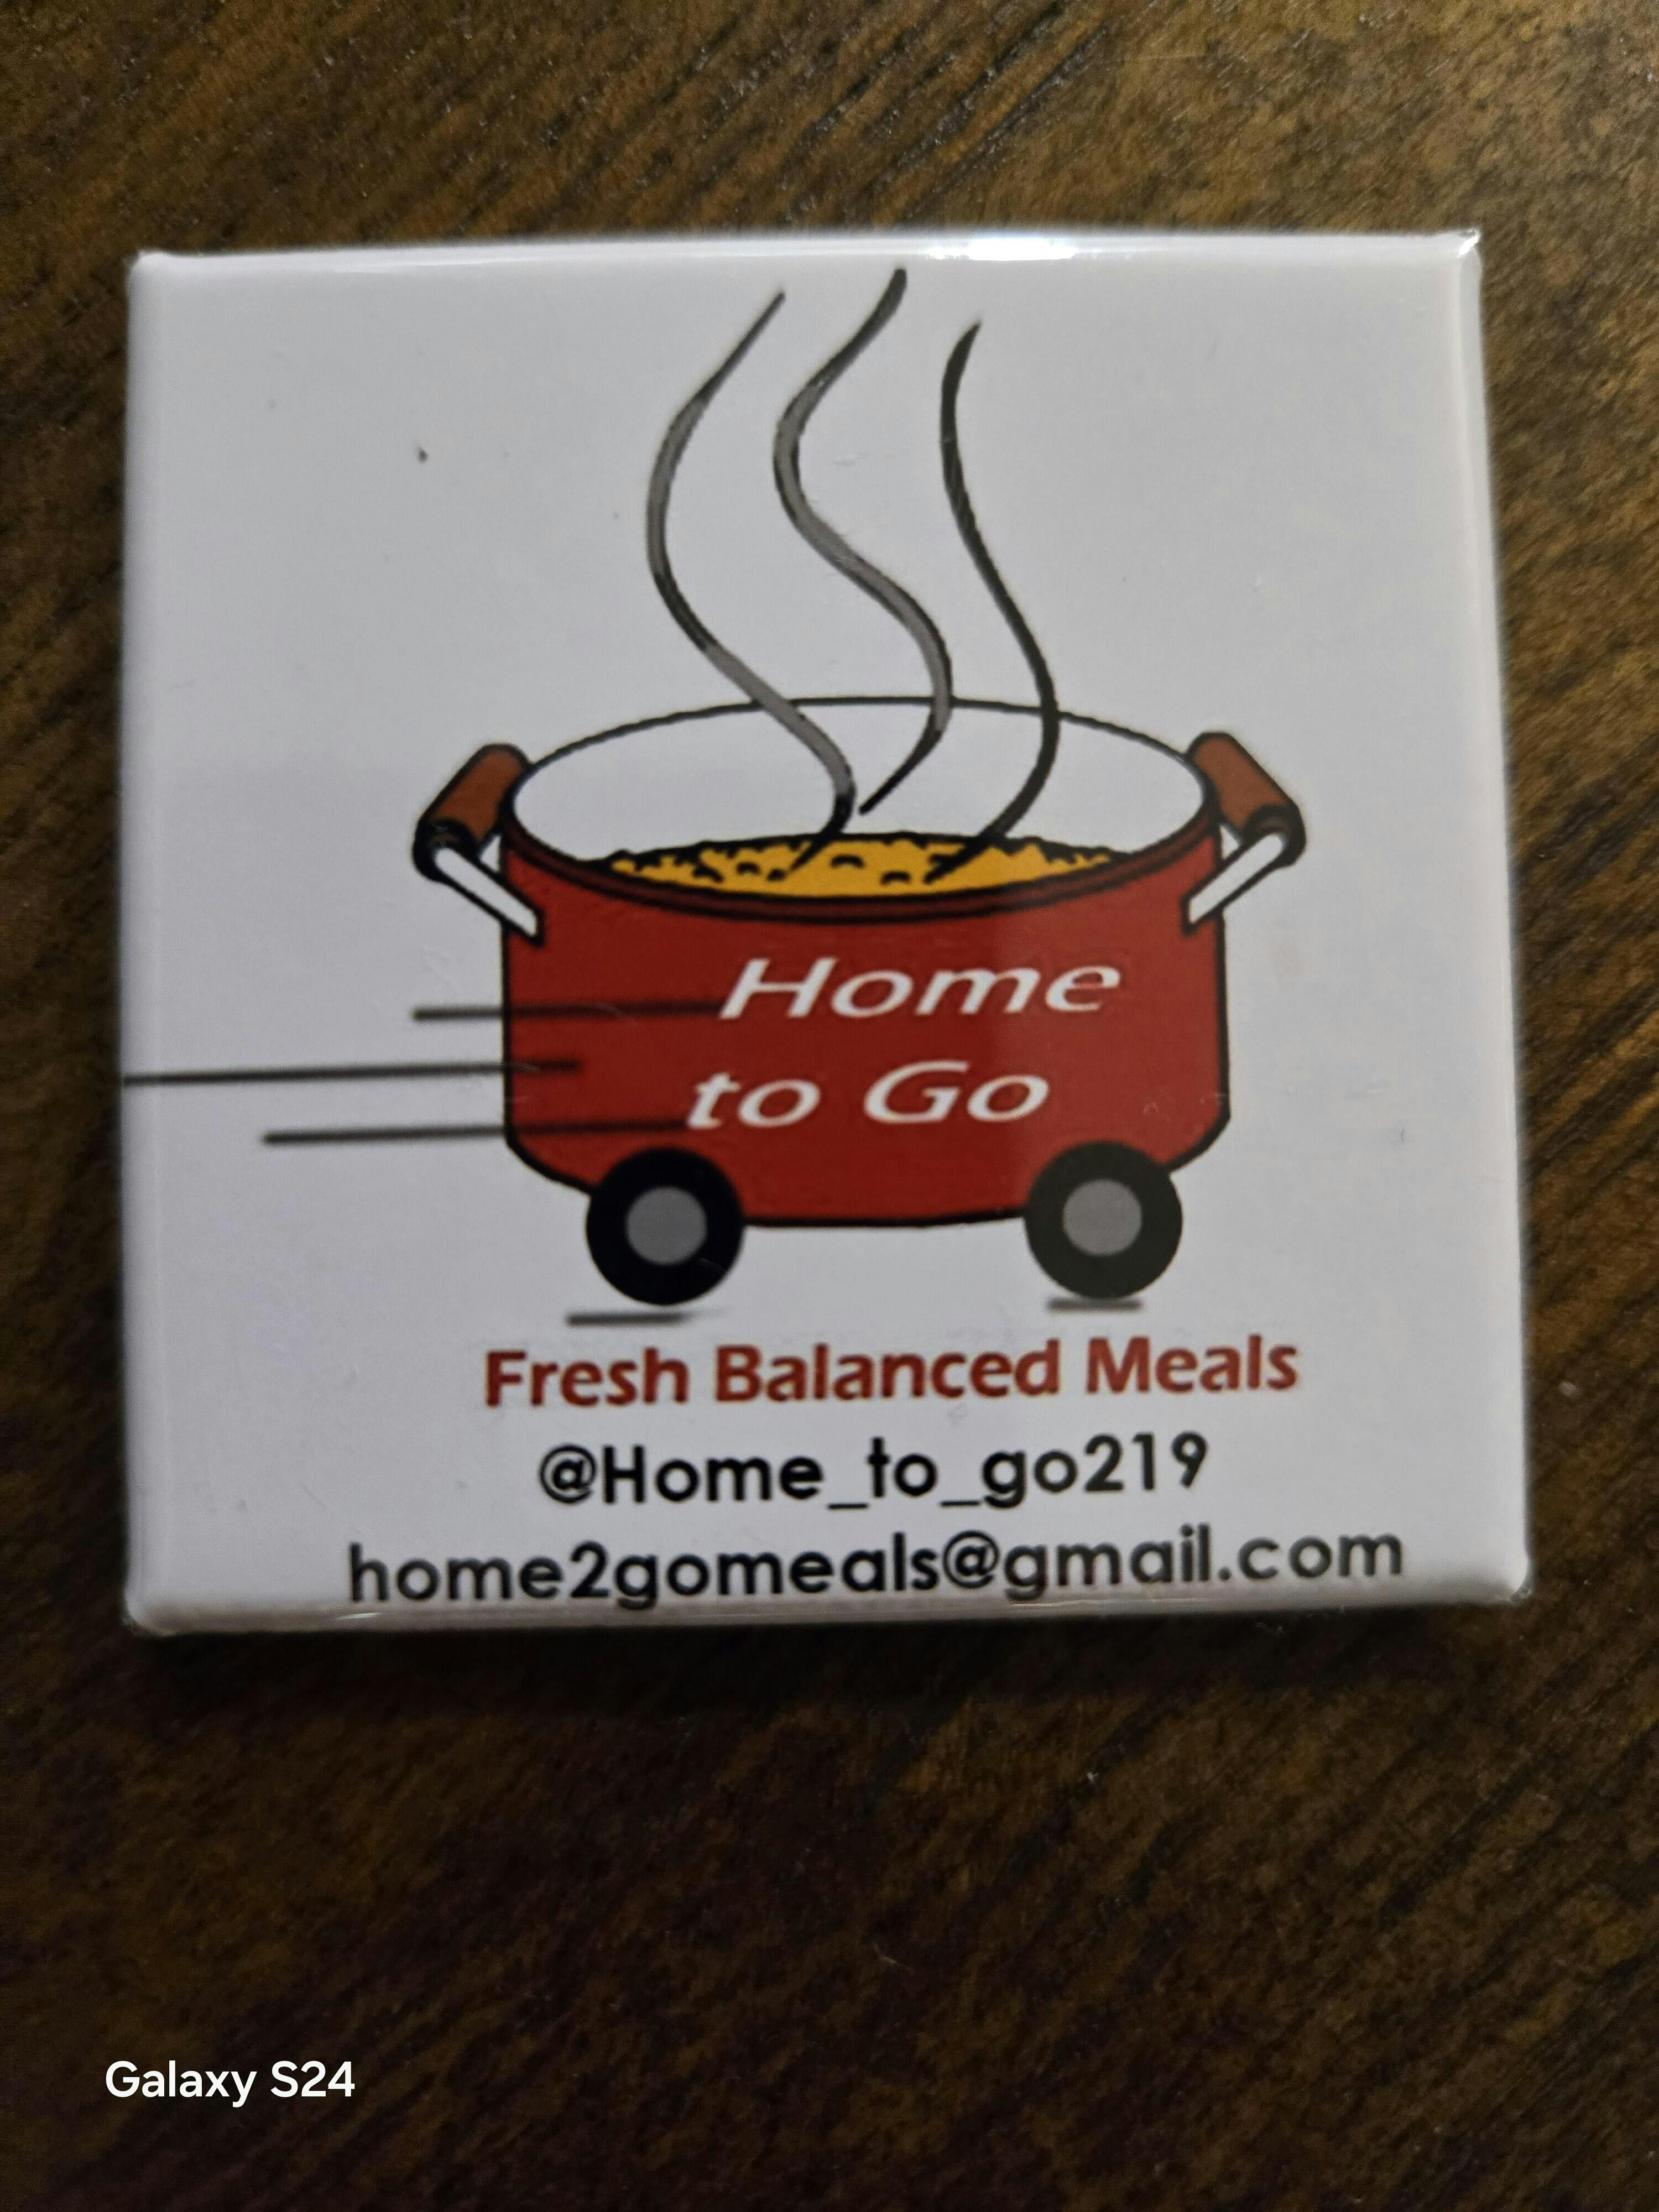 Home
to Go
Fresh Balanced Meals
@Home_to_go219
home2gomeals@gmail.com
Galaxy S24